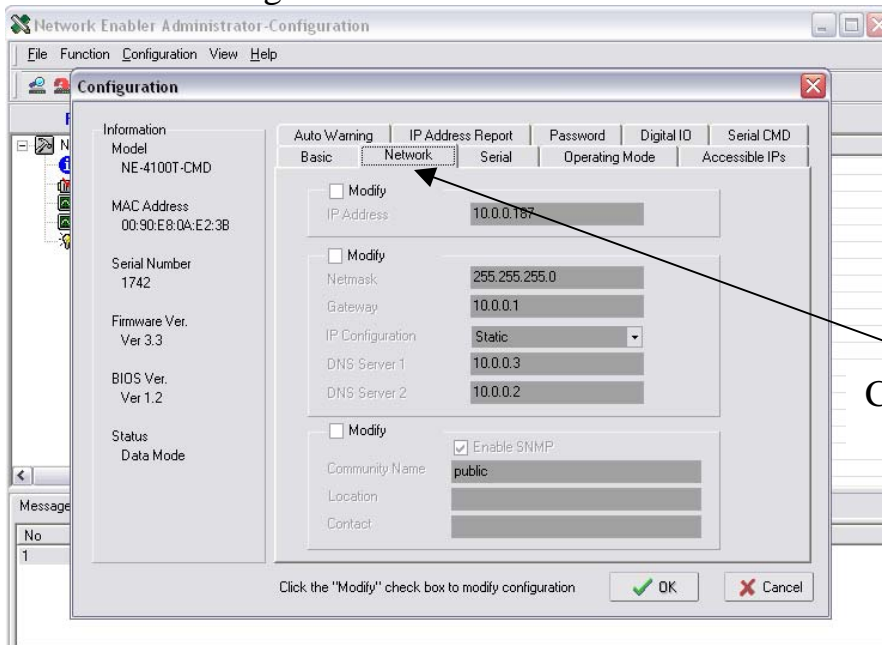 Network Enabler Administrator-Configuration
File Function Configuration View Help
Configuration
Information
Model
NE-4100T-CMD
MAC Address
00:90:E8:0A:E2:3B
Serial Number
1742
Firmware Ver.
Ver 3.3
BIOS Ver.
Ver 1.2
Status
Data Mode
Auto Warning IP Address Report Password Digital IO Serial CMD
Basic Network Serial Operating Mode Accessible IPs
Modify
IP Address 10.0.0.187
Modify
Netmask 255.255.255.0
Gateway 10.0.0.1
IP Configuration Static
DNS Server 1 10.0.0.3
DNS Server 2 10.0.0.2
Modify
Enable SNMP
Community Name public
Location
Contact
Click the "Modify" check box to modify configuration OK Cancel
Message
No
1